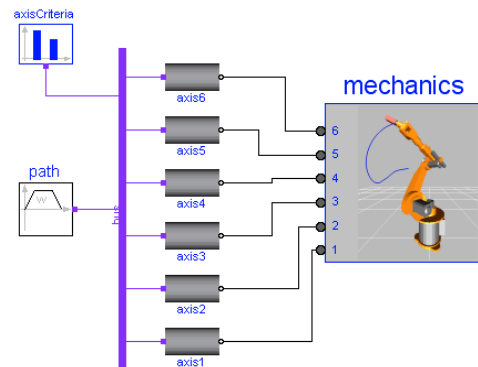 axisCriteria
mechanics
axis6
6
axis5
5
path
axis4
4
w
bus
axis3
3
axis2
2
axis1
1